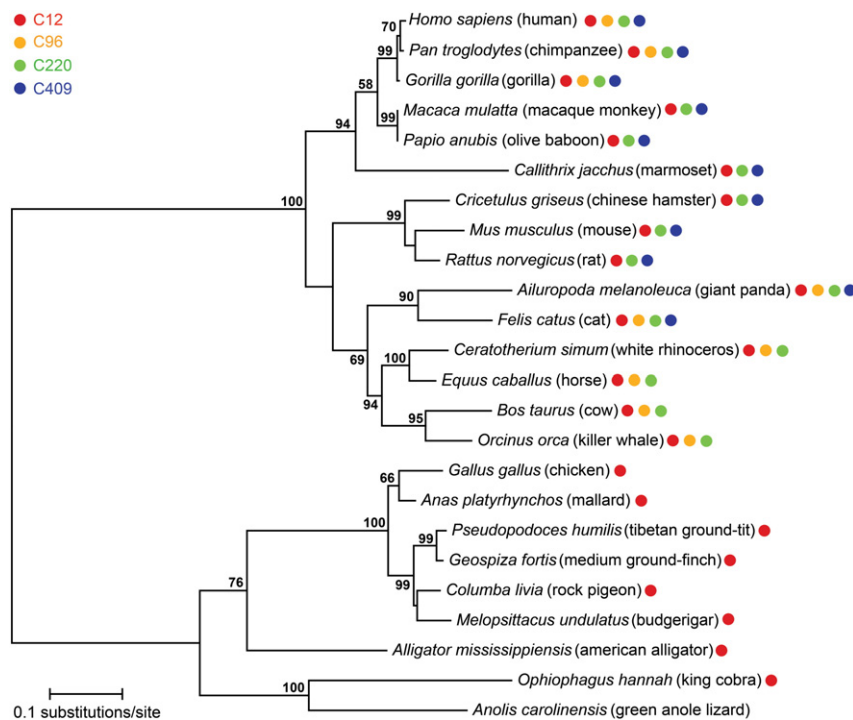 C12
C96
C220
C409
70
Homo sapiens (human)
Pan troglodytes (chimpanzee)
99
Gorilla gorilla (gorilla)
58
Macaca mulatta (macaque monkey)
99
94
Papio anubis (olive baboon)
Callithrix jacchus (marmoset)
100
Cricetulus griseus (chinese hamster)
99
Mus musculus (mouse)
Rattus norvegicus (rat)
Ailuropoda melanoleuca (giant panda)
90
Felis catus (cat)
Ceratotherium simum (white rhinoceros)
69
100
Equus caballus (horse)
94
Bos taurus (cow)
95
Orcinus orca (killer whale)
Gallus gallus (chicken)
66
Anas platyrhynchos (mallard)
100
Pseudopodoces humilis (tibetan ground-tit)
99
Geospiza fortis (medium ground-finch)
76
99
Columba livia (rock pigeon)
Melopsittacus undulatus (budgerigar)
Alligator mississippiensis (american alligator)
Ophiophagus hannah (king cobra)
100
Anolis carolinensis (green anole lizard)
0.1 substitutions/site